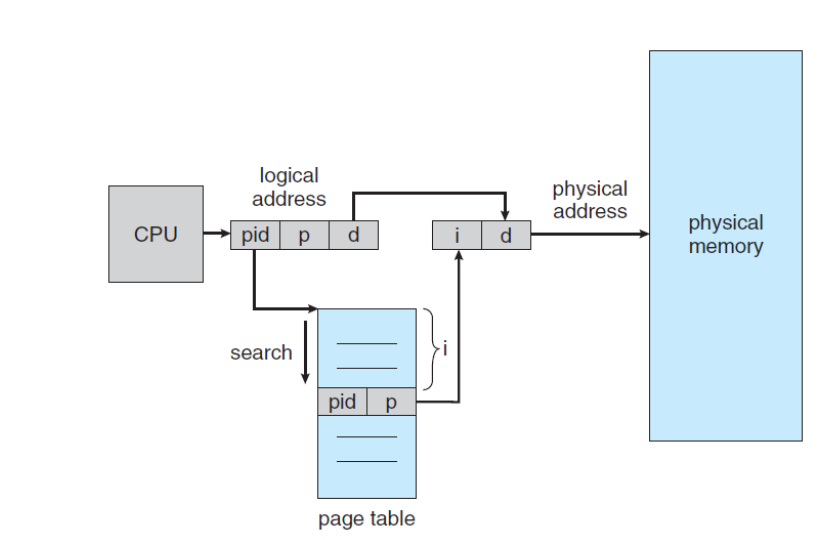 logical
address
physical
address
CPU
pid p d
i d
physical
memory
search
i
pid p
page table